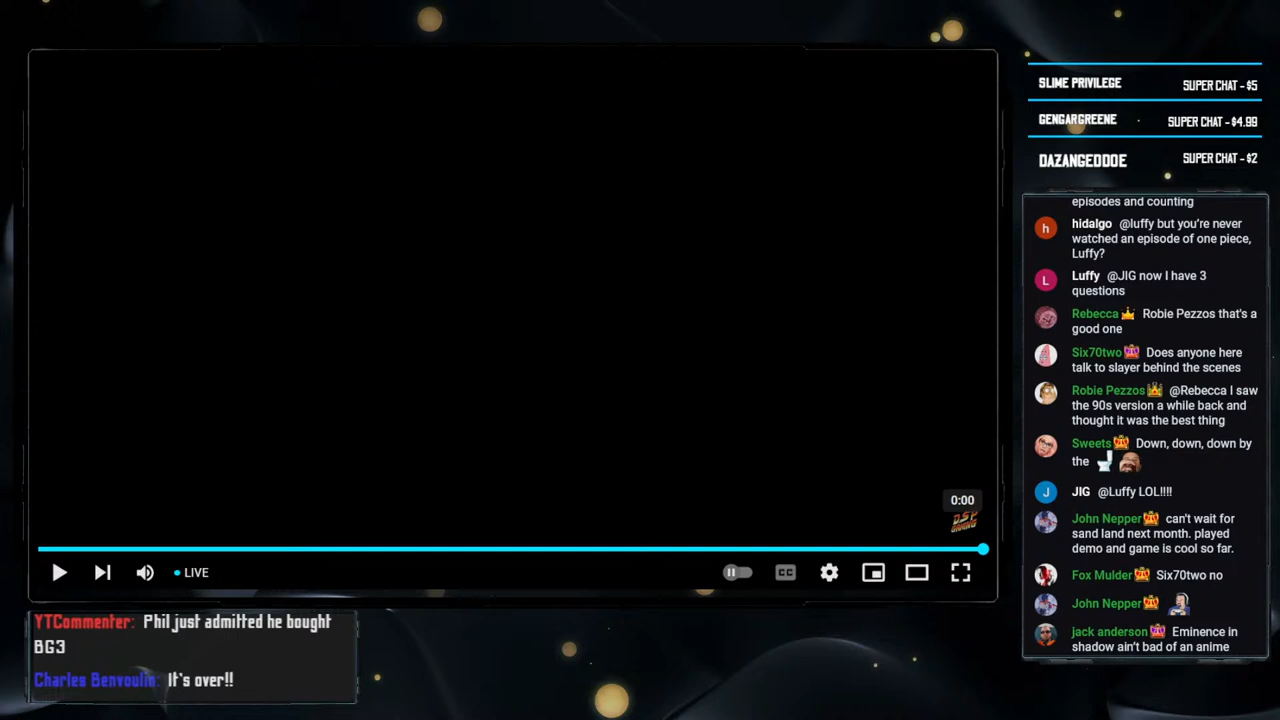 SLIME PRIVILEGE SUPER CHAT - $5
GENGARGREENE SUPER CHAT - $4.99
DAZANGEDDOE SUPER CHAT - $2
episodes and counting
hidalgo @luffy but you're never
watched an episode of one piece,
Luffy?
Luffy @JIG now I have 3
questions
Rebecca Robie Pezzos that's a
good one
Six70two Does anyone here
talk to slayer behind the scenes
Robie Pezzos @Rebecca I saw
the 90s version a while back and
thought it was the best thing
Sweets Down, down, down by
the
JIG @Luffy LOL!!!!
John Nepper can't wait for
sand land next month. played
demo and game is cool so far.
Fox Mulder Six70two no
John Nepper
jack anderson Eminence in
shadow ain't bad of an anime
0:00
DSP
GAMING
LIVE
CC
YTCommenter: Phil just admitted he bought
BG3
Charles Benvoulio: It's over!!